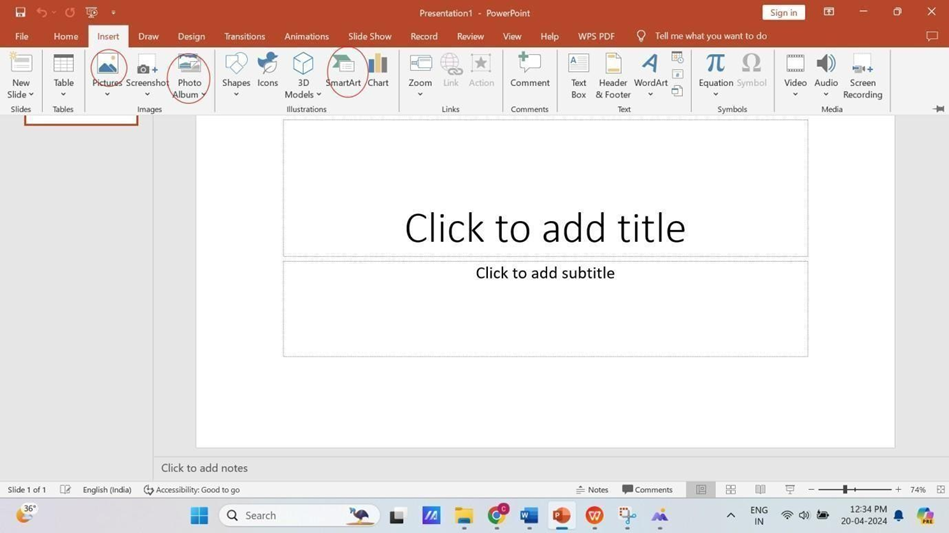 Presentation1 - PowerPoint
Sign in
File Home Insert Draw Design Transitions Animations Slide Show Record Review View Help WPS PDF Tell me what you want to do
New Slide
Slides
Table
Tables
Pictures
Screenshot
Photo Album
Images
Shapes
Icons
3D Models
SmartArt
Chart
Illustrations
Zoom
Link
Action
Links
Comment
Comments
Text Box
Header & Footer
WordArt
Text
Equation
Symbol
Symbols
Video
Audio
Screen Recording
Media
Click to add title
Click to add subtitle
Click to add notes
Slide 1 of 1 English (India) Accessibility: Good to go Notes Comments 74%
36°
Search
ENG
IN
12:34 PM
20-04-2024